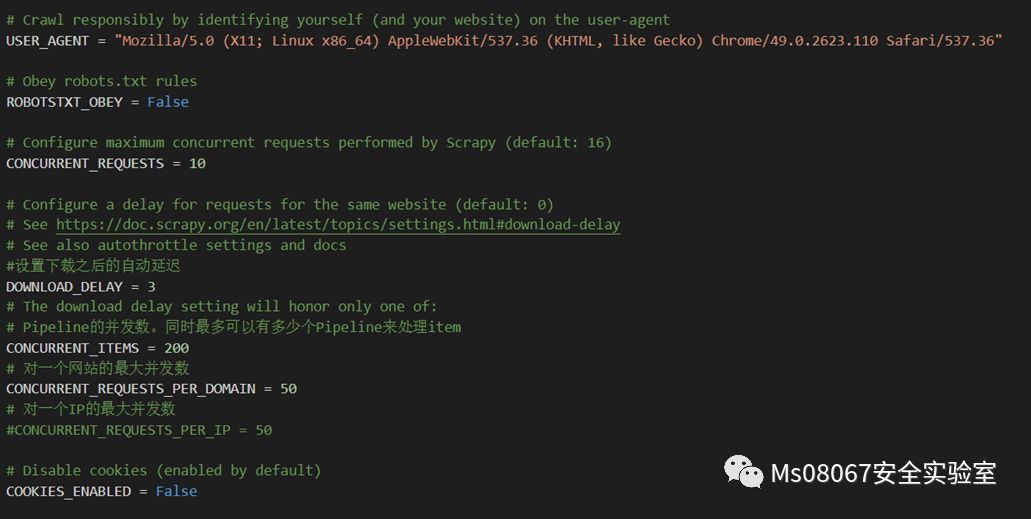 # Crawl responsibly by identifying yourself (and your website) on the user-agent
USER_AGENT = "Mozilla/5.0 (X11; Linux x86_64) AppleWebKit/537.36 (KHTML, like Gecko) Chrome/49.0.2623.110 Safari/537.36"
# Obey robots.txt rules
ROBOTSTXT_OBEY = False
# Configure maximum concurrent requests performed by Scrapy (default: 16)
CONCURRENT_REQUESTS = 10
# Configure a delay for requests for the same website (default: 0)
# See https://doc.scrapy.org/en/latest/topics/settings.html#download-delay
# See also autothrottle settings and docs
#设置下载之后的自动延迟
DOWNLOAD_DELAY = 3
# The download delay setting will honor only one of:
# Pipeline的并发数。同时最多可以有多少个Pipeline来处理item
CONCURRENT_ITEMS = 200
# 对一个网站的最大并发数
CONCURRENT_REQUESTS_PER_DOMAIN = 50
# 对一个IP的最大并发数
#CONCURRENT_REQUESTS_PER_IP = 50
# Disable cookies (enabled by default)
COOKIES_ENABLED = False
Ms08067安全实验室